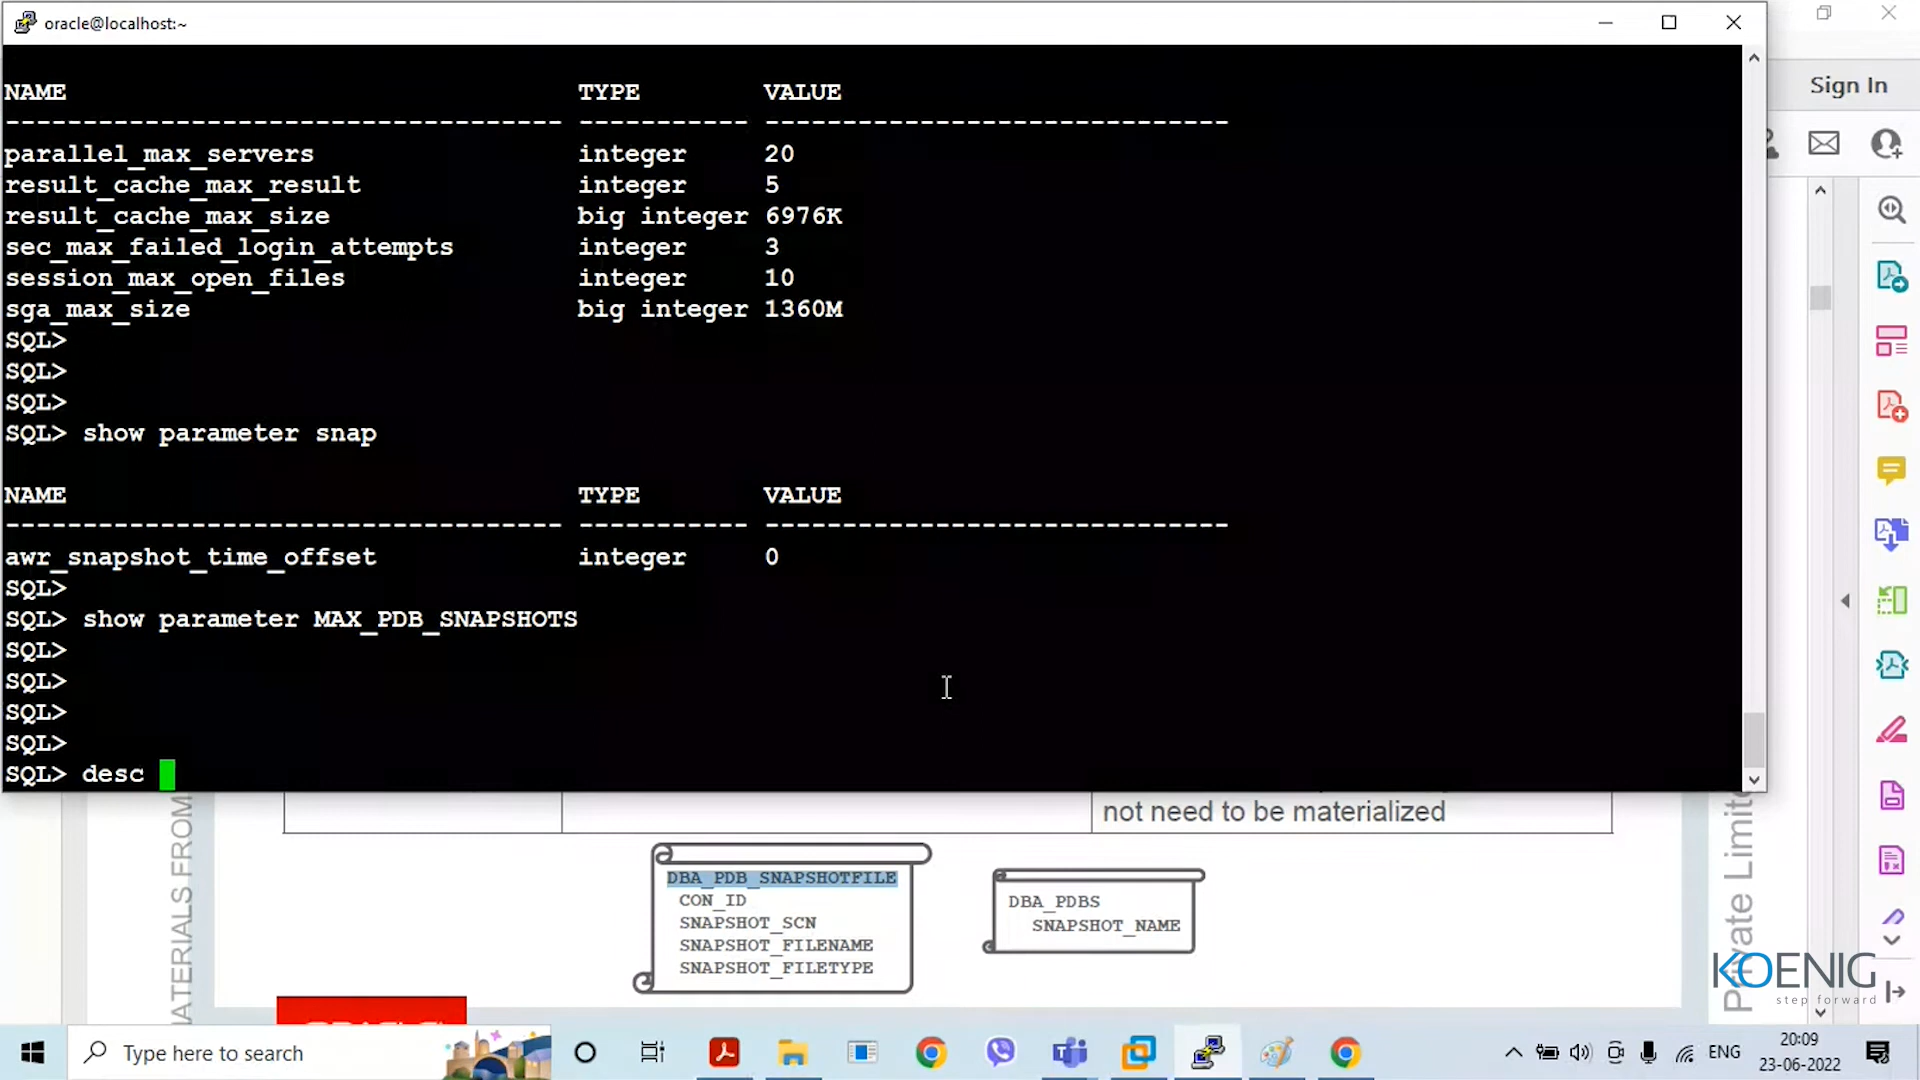 oracle@localhost:~
NAME TYPE VALUE
------------------------------------ ----------- ------------------------------
parallel_max_servers integer 20
result_cache_max_result integer 5
result_cache_max_size big integer 6976K
sec_max_failed_login_attempts integer 3
session_max_open_files integer 10
sga_max_size big integer 1360M
SQL>
SQL>
SQL>
SQL> show parameter snap
NAME TYPE VALUE
------------------------------------ ----------- ------------------------------
awr_snapshot_time_offset integer 0
SQL>
SQL> show parameter MAX_PDB_SNAPSHOTS
SQL>
SQL>
SQL>
SQL>
SQL> desc
Sign In
not need to be materialized
DBA_PDB_SNAPSHOTFILE
CON_ID
SNAPSHOT_SCN
SNAPSHOT_FILENAME
SNAPSHOT_FILETYPE
DBA_PDBS
SNAPSHOT_NAME
MATERIALS FROM
Private Limite
KOENIG
step forward
Type here to search
ENG
20:09
23-06-2022